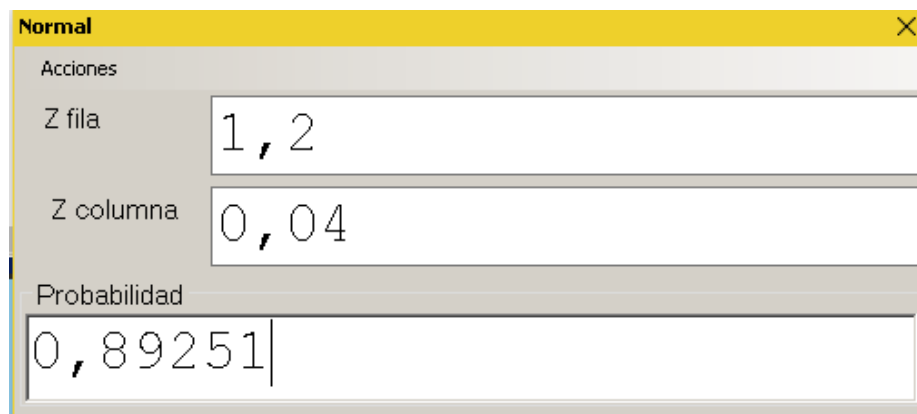 Normal
Acciones
Z fila
1,2
Z columna
0,04
Probabilidad
0,89251